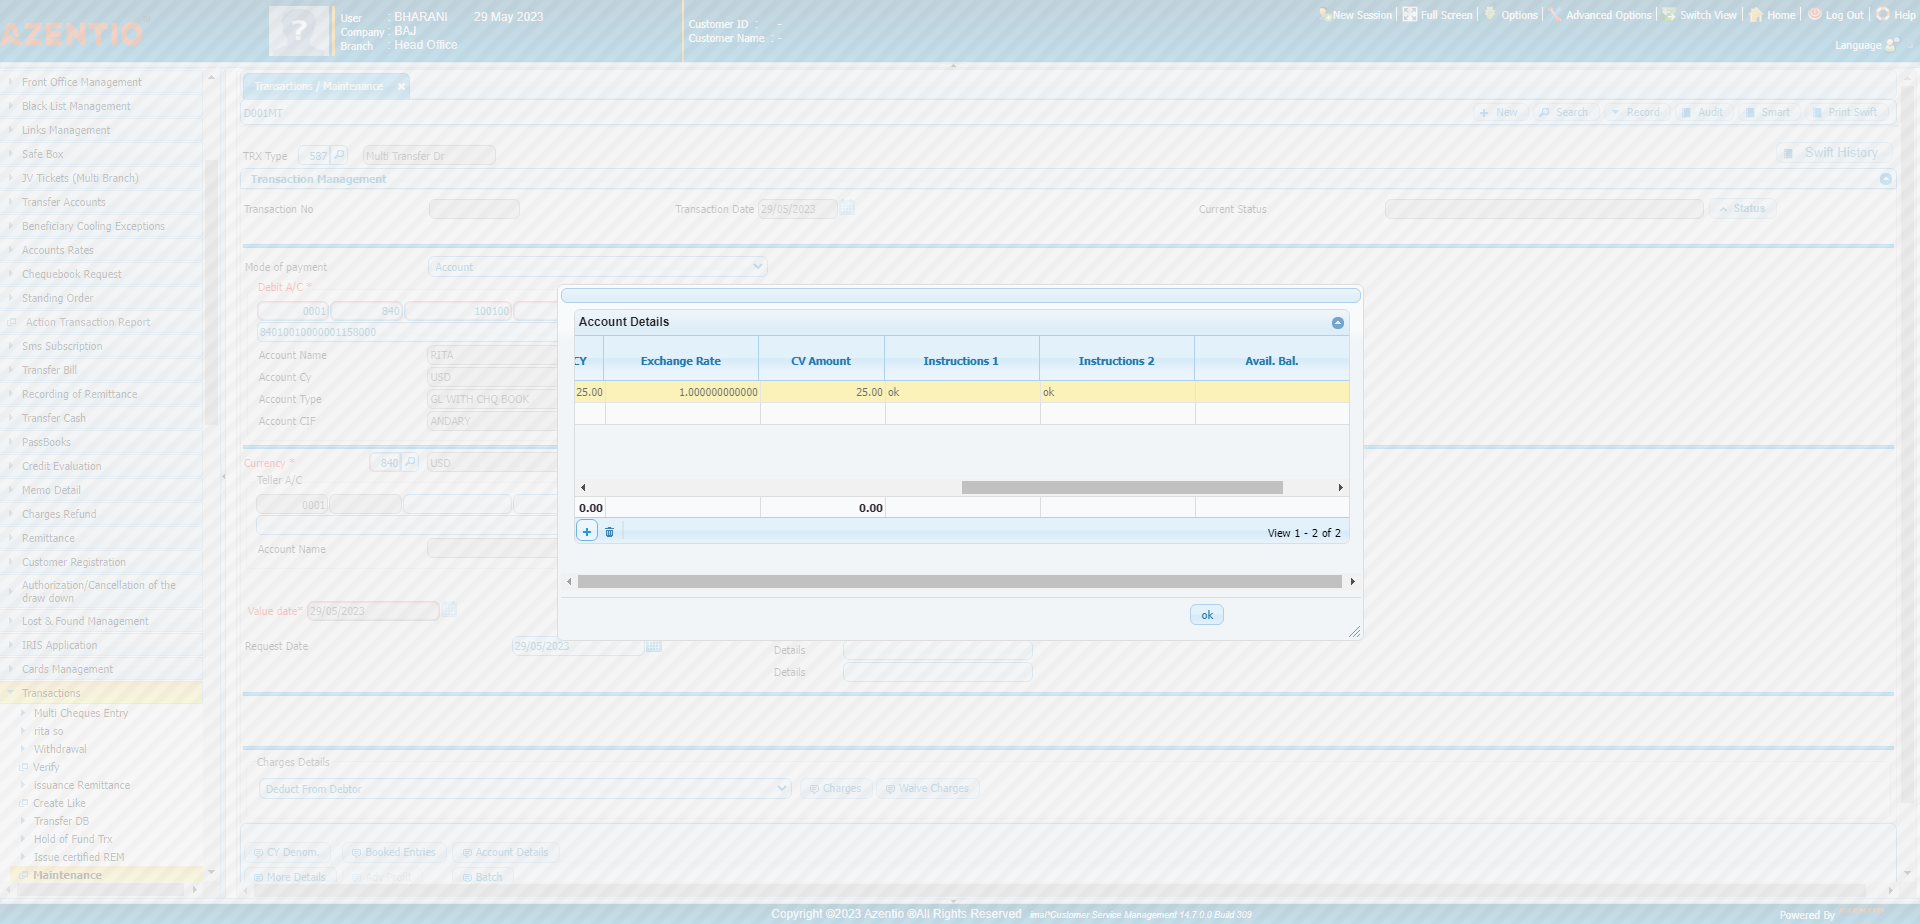 AZENTIO
?
User : BHARANI 29 May 2023
Company : BAJ
Branch : Head Office
Customer ID : -
Customer Name : -
New Session Full Screen Options Advanced Options Switch View Home Log Out Help
Language
Front Office Management
Black List Management
Links Management
Safe Box
JV Tickets (Multi Branch)
Transfer Accounts
Beneficiary Cooling Exceptions
Accounts Rates
Chequebook Request
Standing Order
Action Transaction Report
Sms Subscription
Transfer Bill
Recording of Remittance
Transfer Cash
PassBooks
Credit Evaluation
Memo Detail
Charges Refund
Remittance
Customer Registration
Authorization/Cancellation of the
draw down
Lost & Found Management
IRIS Application
Cards Management
Transactions
Multi Cheques Entry
rita so
Withdrawal
Verify
issuance Remittance
Create Like
Transfer DB
Hold of Fund Trx
Issue certified REM
Maintenance
Transactions / Maintenance
D001MT
New Search Record Audit Smart Print Swift
TRX Type 587 Multi Transfer Dr
Swift History
Transaction Management
Transaction No Transaction Date 29/05/2023 Current Status Status
Mode of payment Account
Debit A/C *
0001 840 100100
84010010000001158000
Account Name RITA
Account Cy USD
Account Type GL WITH CHQ BOOK
Account CIF ANDARY
Currency * 840 USD
Teller A/C
0001
Account Name
Value date* 29/05/2023
Request Date 29/05/2023
Details
Details
Charges Details
Deduct From Debtor Charges Waive Charges
CY Denom. Booked Entries Account Details
More Details Adv Profit Batch
Account Details
CY Exchange Rate CV Amount Instructions 1 Instructions 2 Avail. Bal.
25.00 1.000000000000 25.00 ok ok
0.00 0.00
View 1 - 2 of 2
ok
Copyright ©2023 Azentio ®All Rights Reserved imal*Customer Service Management 14.7.0.0 Build 309
Powered By